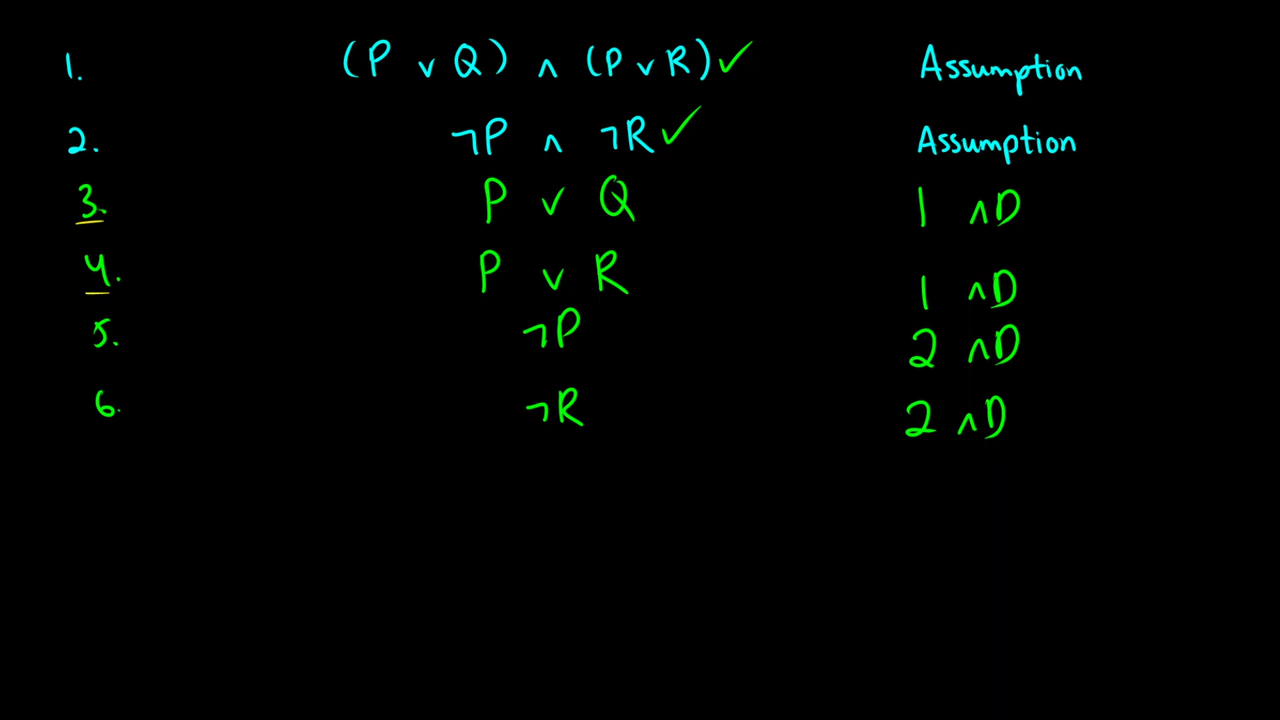 1. (P ∨ Q) ∧ (P ∨ R) ✓ Assumption
2. ¬P ∧ ¬R ✓ Assumption
3. P ∨ Q 1 ∧D
4. P ∨ R 1 ∧D
5. ¬P 2 ∧D
6. ¬R 2 ∧D